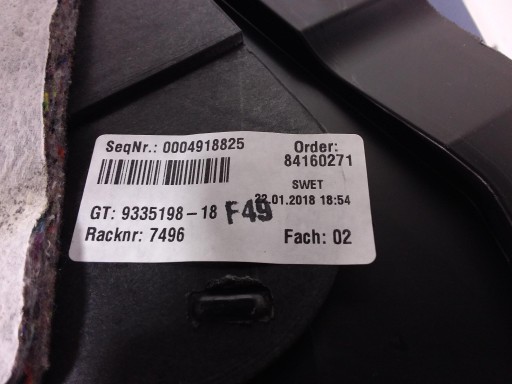 SeqNr.: 0004918825
Order:
84160271
SWET
22.01.2018 18:54
GT: 9335198-18 F49
Racknr: 7496
Fach: 02